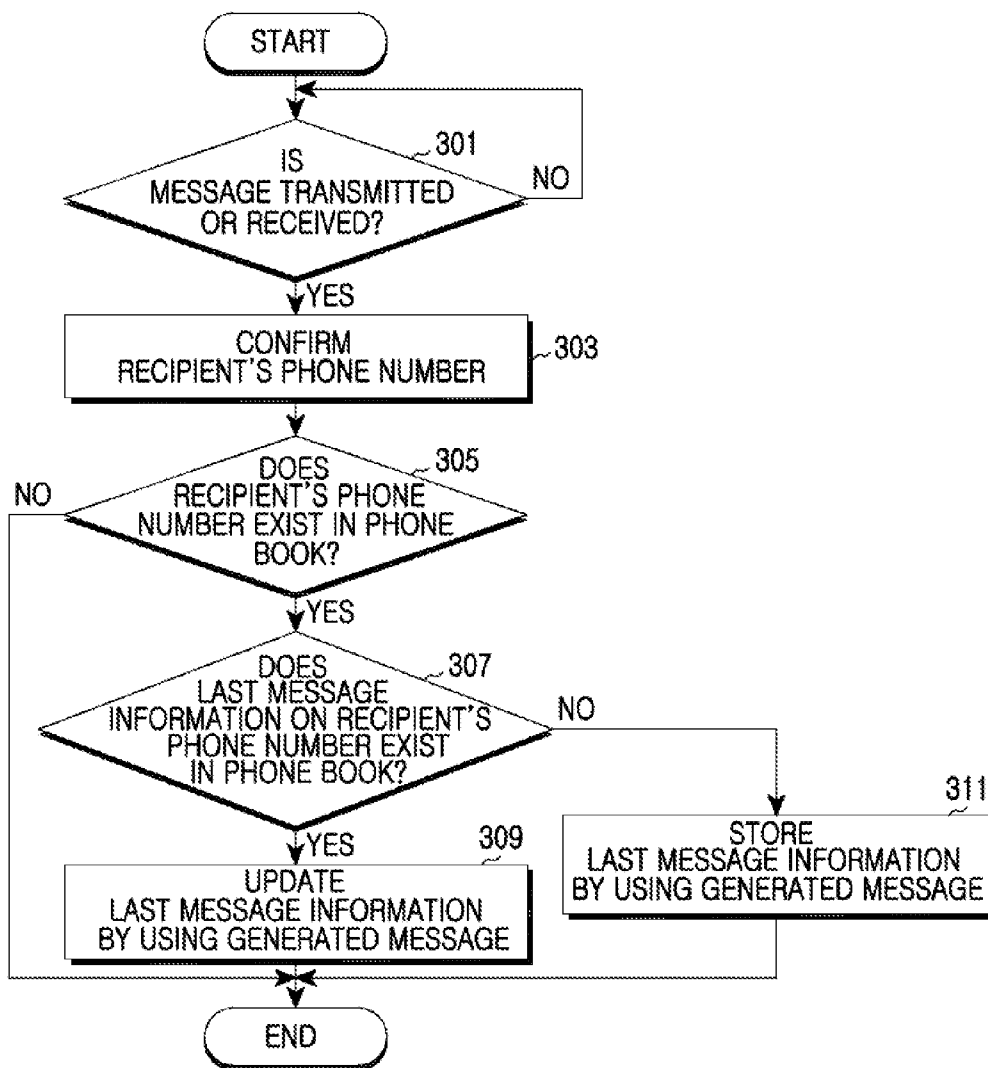 START
301
IS
MESSAGE TRANSMITTED
OR RECEIVED?
NO
YES
CONFIRM
RECIPIENT'S PHONE NUMBER
303
305
NO
DOES
RECIPIENT'S PHONE
NUMBER EXIST IN PHONE
BOOK?
YES
307
DOES
LAST MESSAGE
INFORMATION ON RECIPIENT'S
PHONE NUMBER EXIST
IN PHONE BOOK?
NO
YES
309
UPDATE
LAST MESSAGE INFORMATION
BY USING GENERATED MESSAGE
311
STORE
LAST MESSAGE INFORMATION
BY USING GENERATED MESSAGE
END